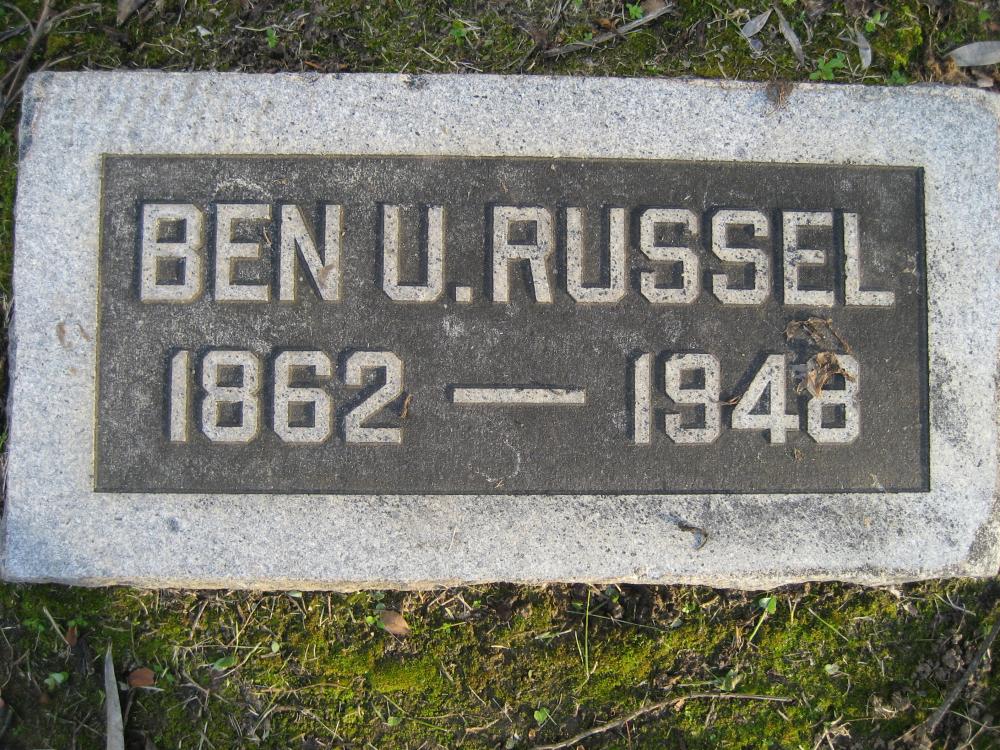 BEN U. RUSSEL
1862 — 1948